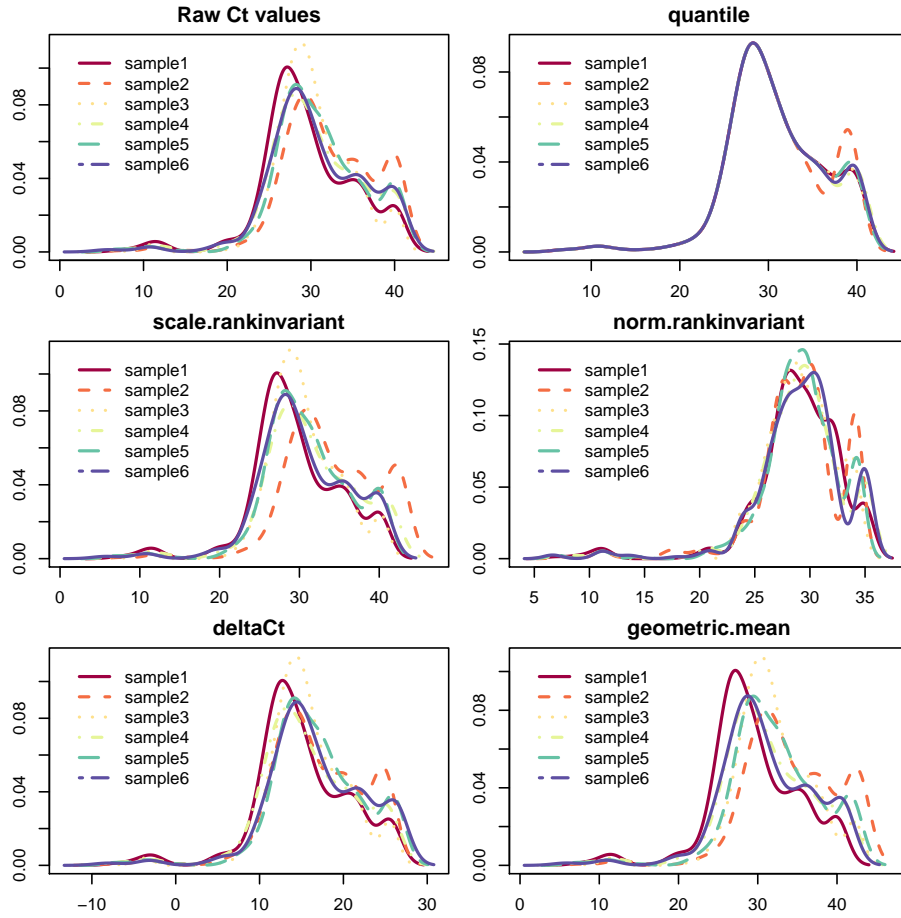 Raw Ct values
sample1
sample2
sample3
sample4
sample5
sample6
0.00 0.04 0.08
0 10 20 30 40
quantile
sample1
sample2
sample3
sample4
sample5
sample6
0.00 0.04 0.08
10 20 30 40
scale.rankinvariant
sample1
sample2
sample3
sample4
sample5
sample6
0.00 0.04 0.08
0 10 20 30 40
norm.rankinvariant
sample1
sample2
sample3
sample4
sample5
sample6
0.00 0.05 0.10 0.15
5 10 15 20 25 30 35
deltaCt
sample1
sample2
sample3
sample4
sample5
sample6
0.00 0.04 0.08
−10 0 10 20 30
geometric.mean
sample1
sample2
sample3
sample4
sample5
sample6
0.00 0.04 0.08
0 10 20 30 40